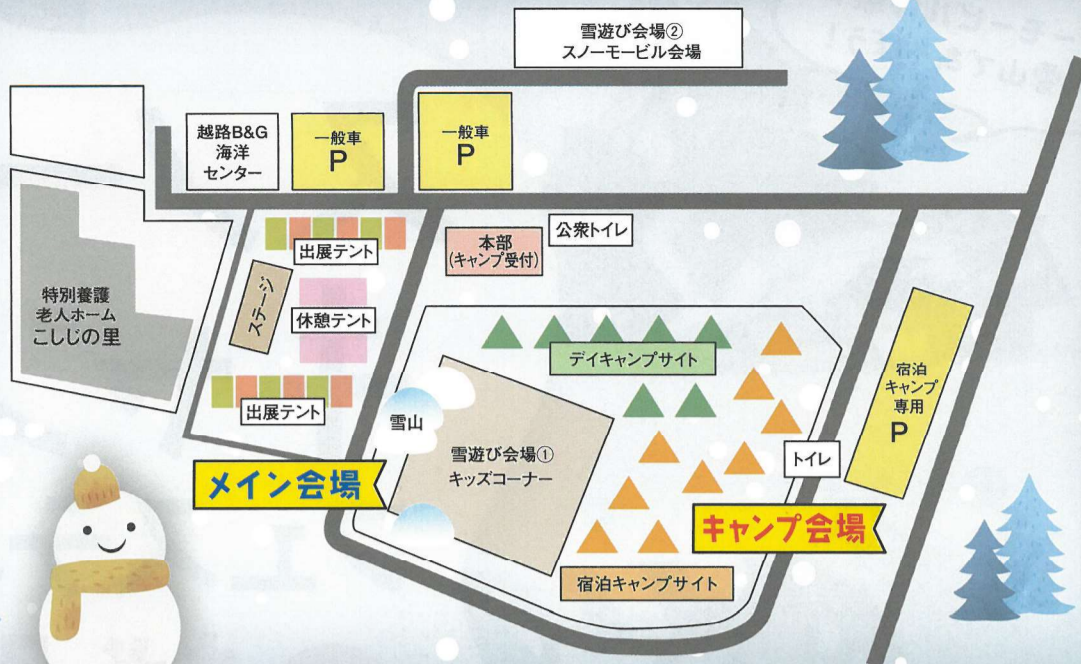 雪遊び会場②
スノーモービル会場
越路B&G
海洋
センター
一般車
P
一般車
P
本部
(キャンプ受付)
公衆トイレ
出展テント
ステージ
休憩テント
出展テント
特別養護
老人ホーム
こしじの里
デイキャンプサイト
宿泊
キャンプ
専用
P
雪山
雪遊び会場①
キッズコーナー
トイレ
メイン会場
キャンプ会場
宿泊キャンプサイト